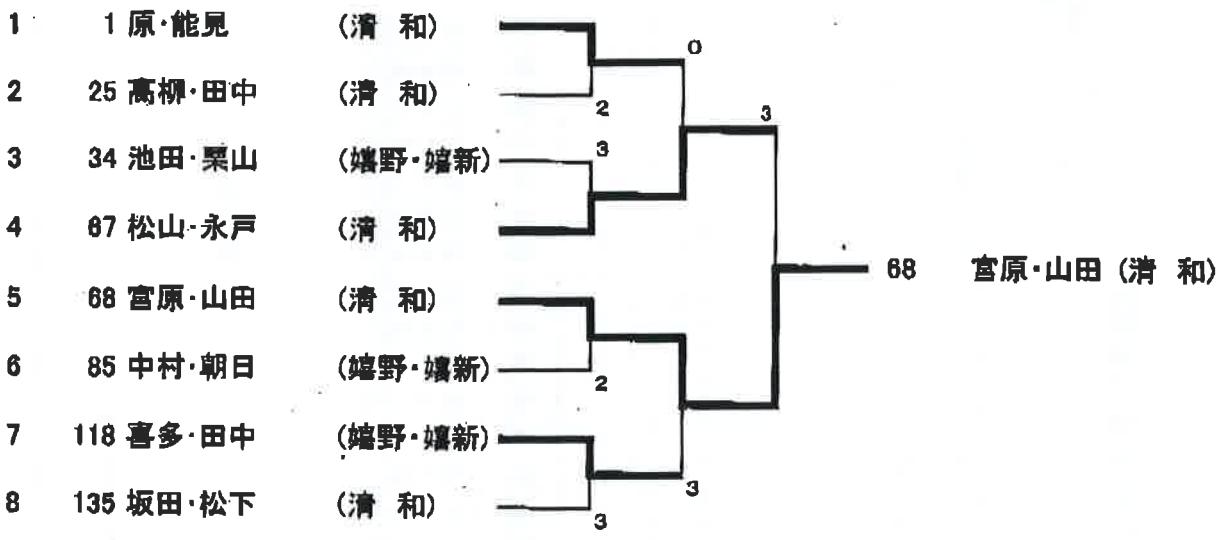 1 1 原・能見 (清 和)
0
2 25 高柳・田中 (清 和)
2
3
3 34 池田・栗山 (嬉野・嬉新)
3
4 67 松山・永戸 (清 和)
68 宮原・山田 (清 和)
5 68 宮原・山田 (清 和)
6 85 中村・朝日 (嬉野・嬉新)
2
7 118 喜多・田中 (嬉野・嬉新)
3
8 135 坂田・松下 (清 和)
3